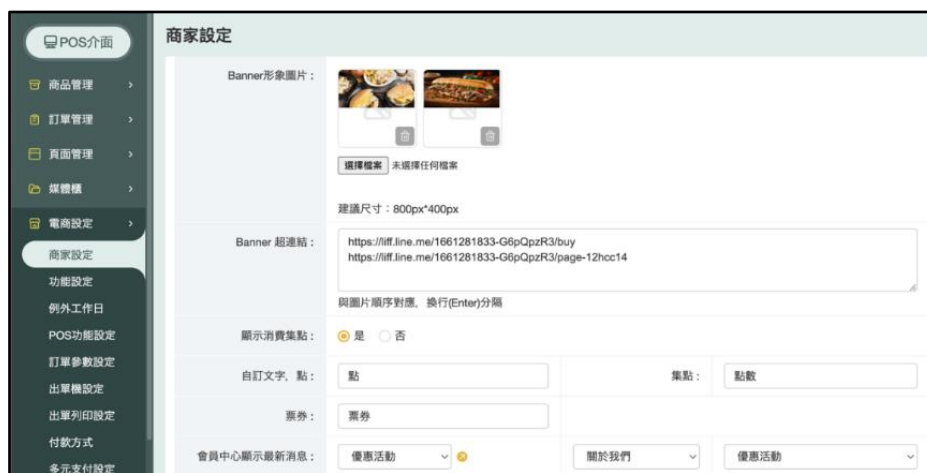 POS介面
商品管理
訂單管理
頁面管理
媒體櫃
電商設定
商家設定
功能設定
例外工作日
POS功能設定
訂單參數設定
出單機設定
出單列印設定
付款方式
多元支付設定
商家設定
Banner形象圖片：
選擇檔案 未選擇任何檔案
建議尺寸：800px*400px
Banner 超連結：
https://liff.line.me/1661281833-G6pQpzR3/buy
https://liff.line.me/1661281833-G6pQpzR3/page-12hcc14
與圖片順序對應，換行(Enter)分隔
顯示消費集點： 是 否
自訂文字，點： 點 集點： 點數
票券： 票券
會員中心顯示最新消息： 優惠活動 關於我們 優惠活動